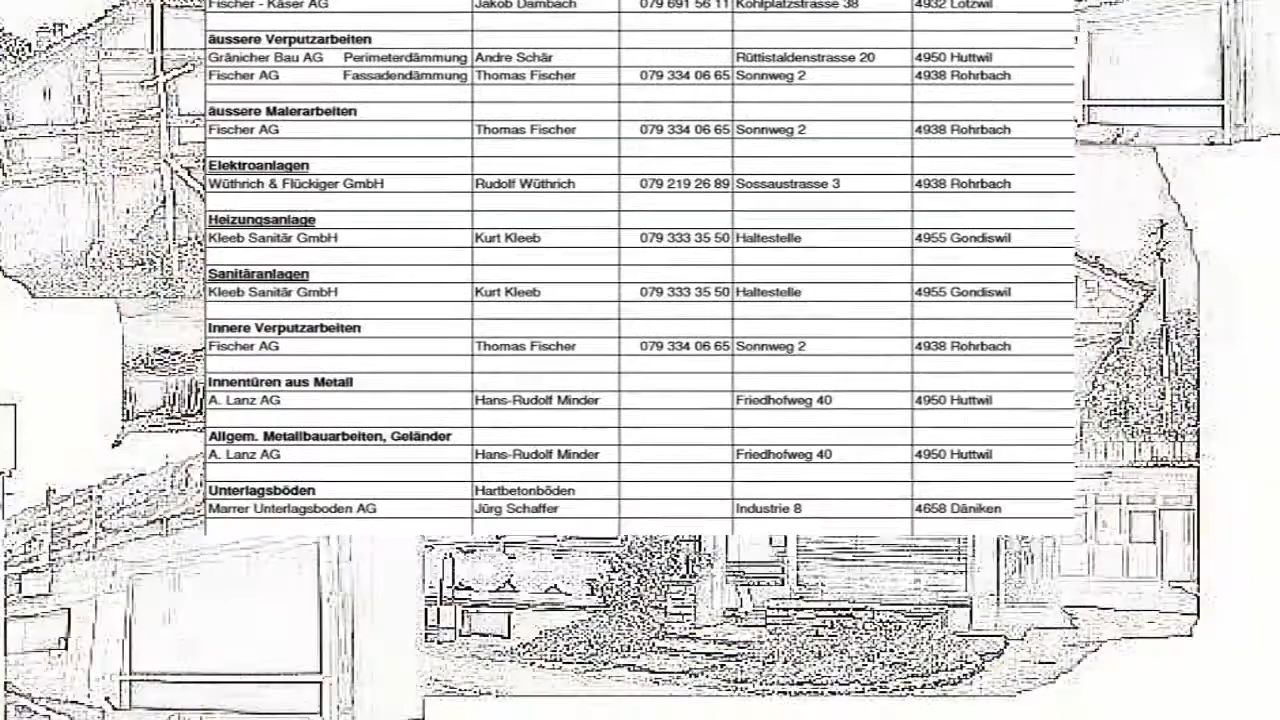 Fischer - Käser AG Jakob Dambach 079 691 56 11 Kohlplatzstrasse 38 4932 Lotzwil
äussere Verputzarbeiten
Gränicher Bau AG Perimeterdämmung Andre Schär Rüttistaldenstrasse 20 4950 Huttwil
Fischer AG Fassadendämmung Thomas Fischer 079 334 06 65 Sonnweg 2 4938 Rohrbach
äussere Malerarbeiten
Fischer AG Thomas Fischer 079 334 06 65 Sonnweg 2 4938 Rohrbach
Elektroanlagen
Wüthrich & Flückiger GmbH Rudolf Wüthrich 079 219 26 89 Sossaustrasse 3 4938 Rohrbach
Heizungsanlage
Kleeb Sanitär GmbH Kurt Kleeb 079 333 35 50 Haltestelle 4955 Gondiswil
Sanitäranlagen
Kleeb Sanitär GmbH Kurt Kleeb 079 333 35 50 Haltestelle 4955 Gondiswil
Innere Verputzarbeiten
Fischer AG Thomas Fischer 079 334 06 65 Sonnweg 2 4938 Rohrbach
Innentüren aus Metall
A. Lanz AG Hans-Rudolf Minder Friedhofweg 40 4950 Huttwil
Allgem. Metallbauarbeiten, Geländer
A. Lanz AG Hans-Rudolf Minder Friedhofweg 40 4950 Huttwil
Unterlagsböden Hartbetonböden
Marrer Unterlagsboden AG Jürg Schaffer Industrie 8 4658 Däniken